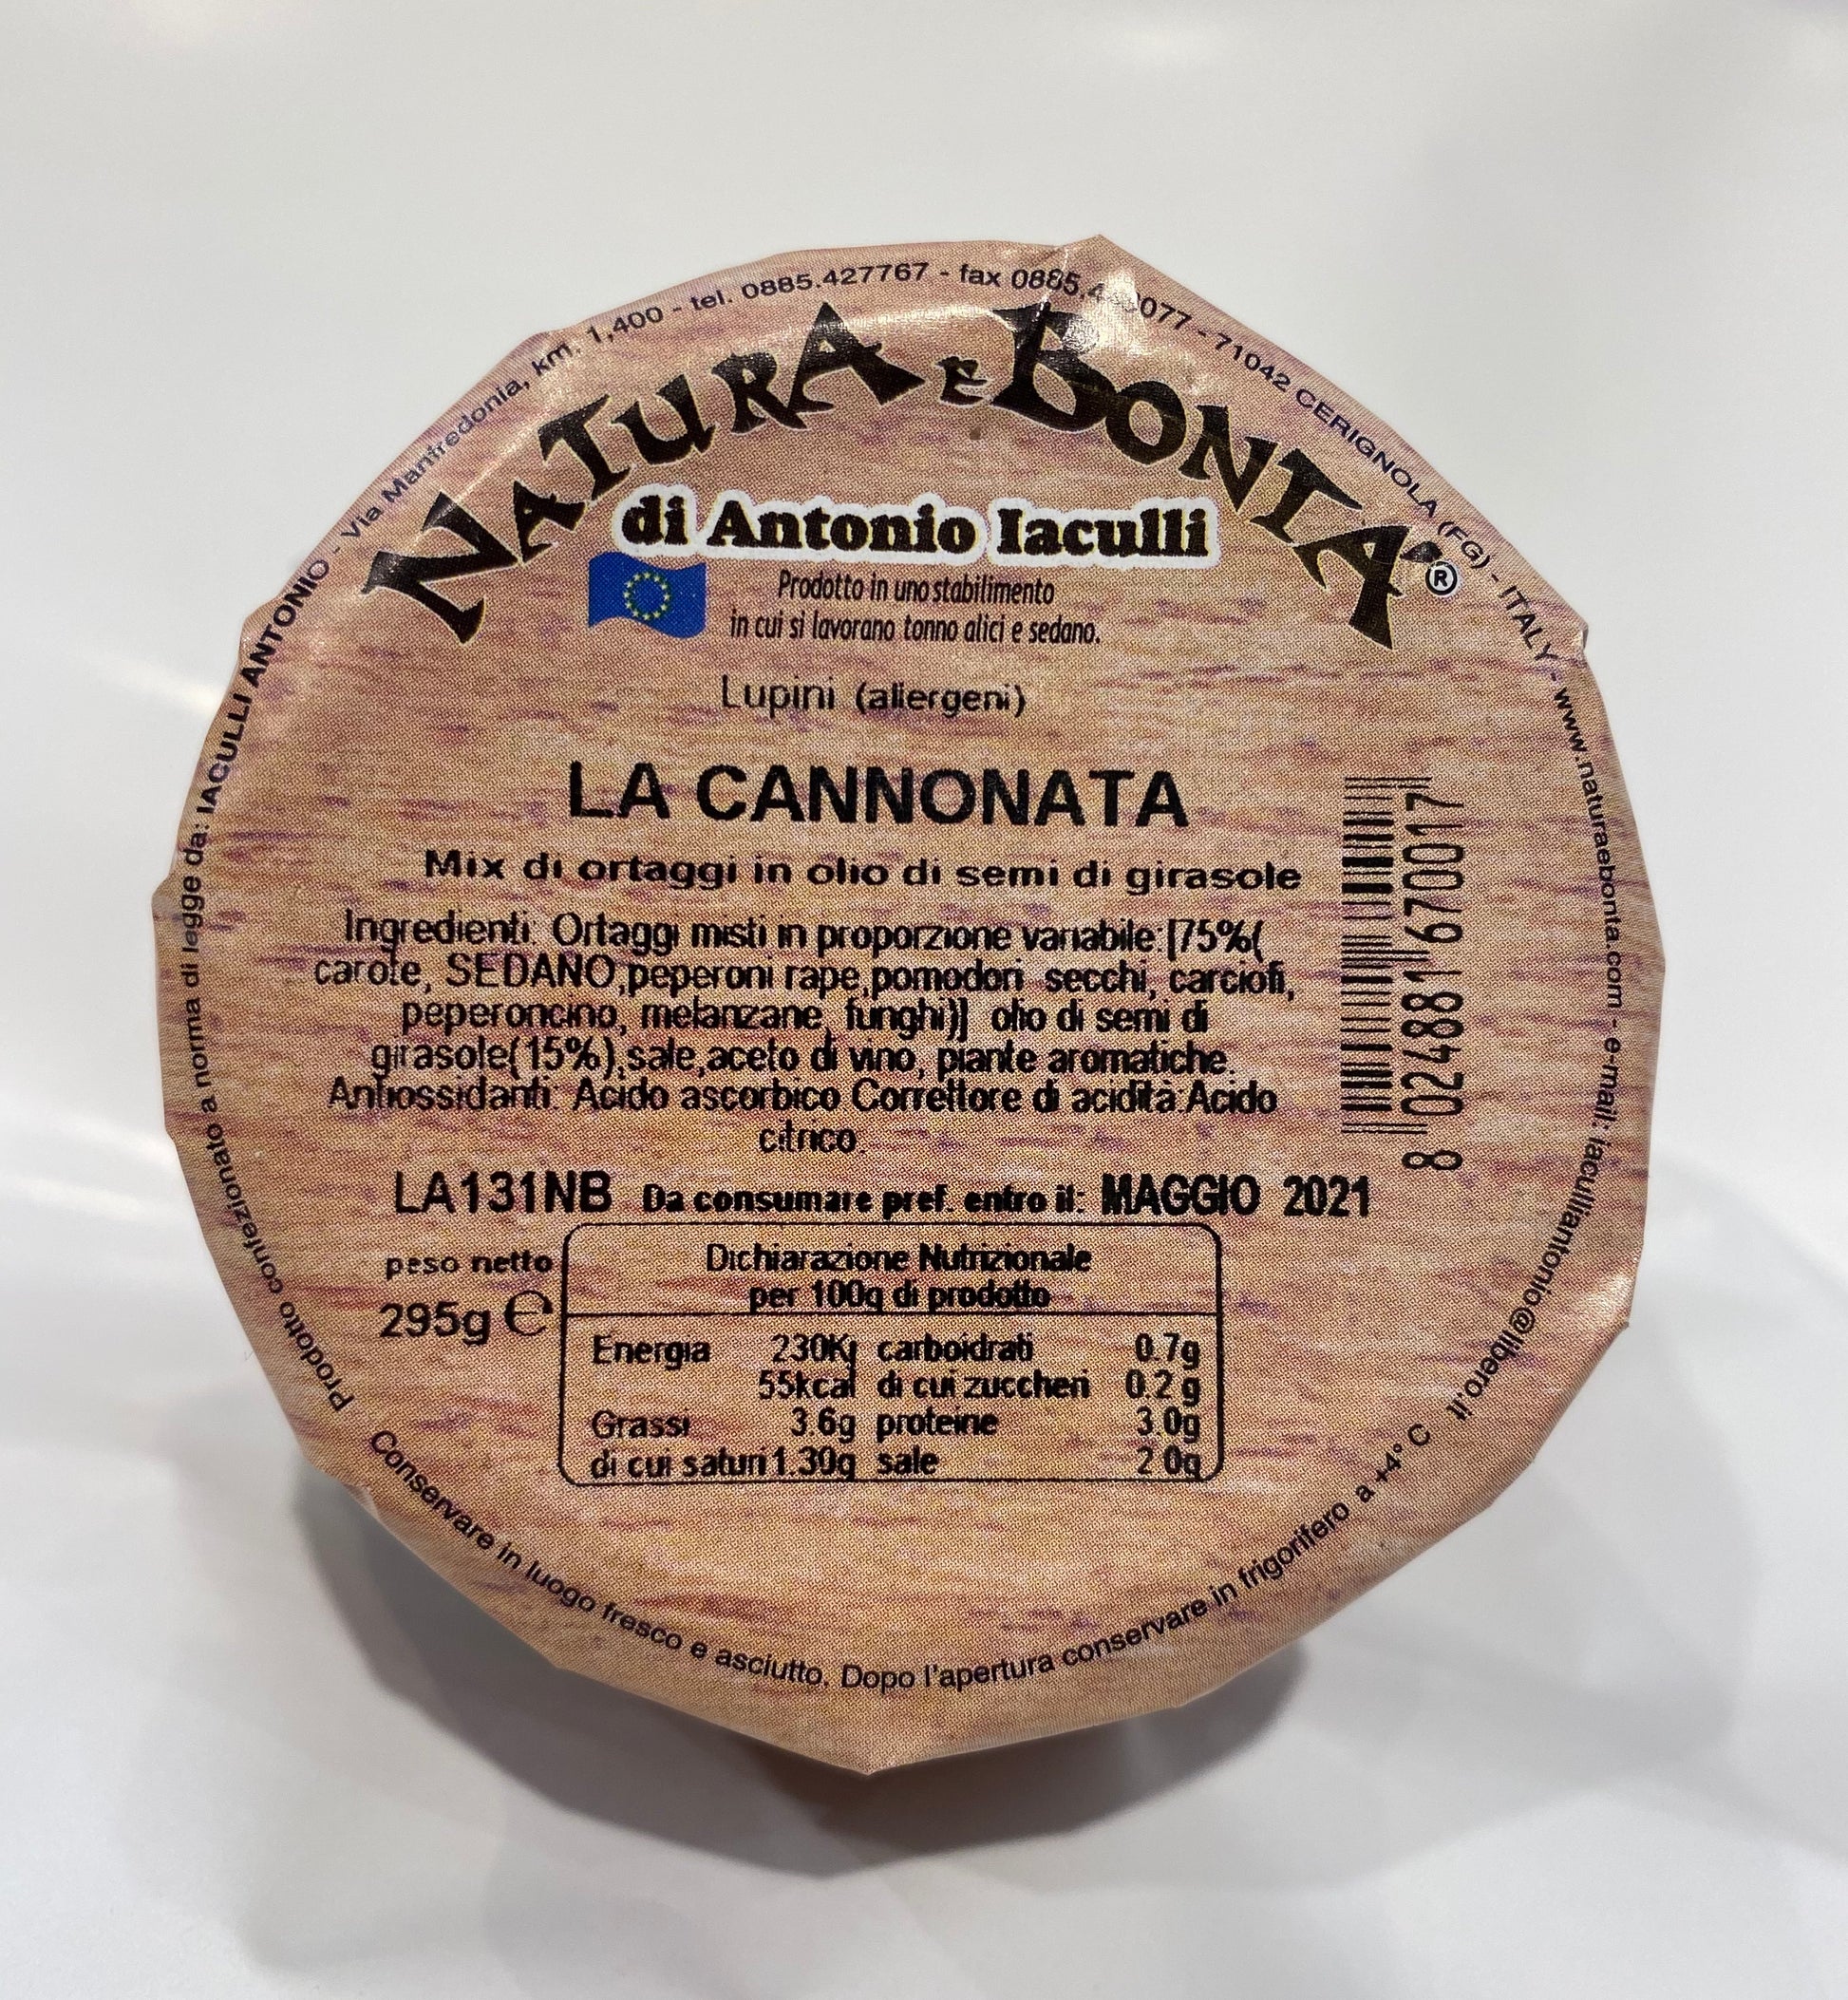 Prodotto confezionato a norma di legge da: IACULLI ANTONIO - Via Manfredonia, km. 1,400 - tel. 0885.427767 - fax 0885. 077 - 71042 CERIGNOLA (FG) - ITALY - www.naturaebonta.com - e-mail: iaculliantonio@libero.it
NATURA E BONTA'®
di Antonio Iaculli
Prodotto in uno stabilimento
in cui si lavorano tonno alici e sedano.
Lupini (allergeni)
LA CANNONATA
Mix di ortaggi in olio di semi di girasole
Ingredienti: Ortaggi misti in proporzione variabile:[75%(
carote, SEDANO,peperoni rape,pomodori secchi, carciofi,
peperoncino, melanzane, funghi)] olio di semi di
girasole(15%),sale,aceto di vino, piante aromatiche.
Antiossidanti: Acido ascorbico Correttore di acidità:Acido
citrico.
8 024881 670017
LA131NB Da consumare pref. entro il: MAGGIO 2021
peso netto
295g e
Dichiarazione Nutrizionale
per 100g di prodotto
Energia 230Kj carboidrati 0.7g
55kcal di cui zuccheri 0.2 g
Grassi 3.6g proteine 3.0g
di cui saturi 1.30g sale 2.0g
Conservare in luogo fresco e asciutto. Dopo l'apertura conservare in frigorifero a +4° C